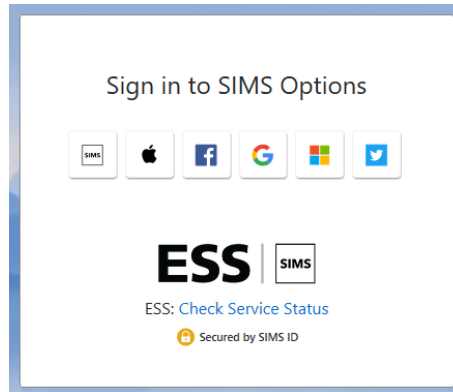 Sign in to SIMS Options
SIMS
ESS | SIMS
ESS: Check Service Status
Secured by SIMS ID